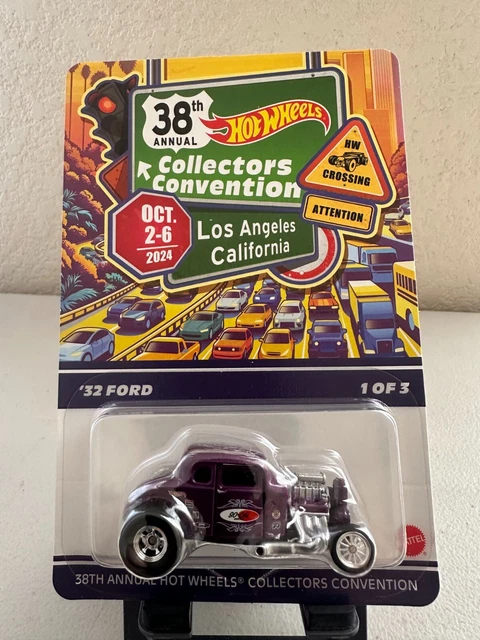 38th
ANNUAL
HOT WHEELS
Collectors
Convention
HW
CROSSING
ATTENTION
OCT.
2-6
2024
Los Angeles
California
'32 FORD
1 OF 3
MATTEL
38TH ANNUAL HOT WHEELS® COLLECTORS CONVENTION